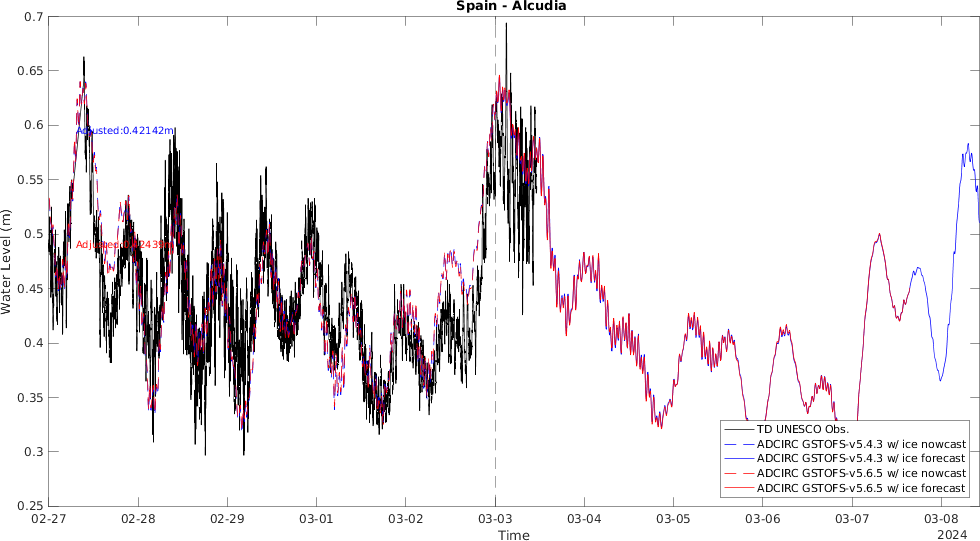 Spain - Alcudia
Water Level (m)
0.7
0.65
0.6
0.55
0.5
0.45
0.4
0.35
0.3
0.25
Adjusted:0.42142m
TD UNESCO Obs.
ADCIRC GSTOFS-v5.4.3 w/ ice nowcast
ADCIRC GSTOFS-v5.4.3 w/ ice forecast
ADCIRC GSTOFS-v5.6.5 w/ ice nowcast
ADCIRC GSTOFS-v5.6.5 w/ ice forecast
02-27 02-28 02-29 03-01 03-02 03-03 03-04 03-05 03-06 03-07 03-08
Time
2024